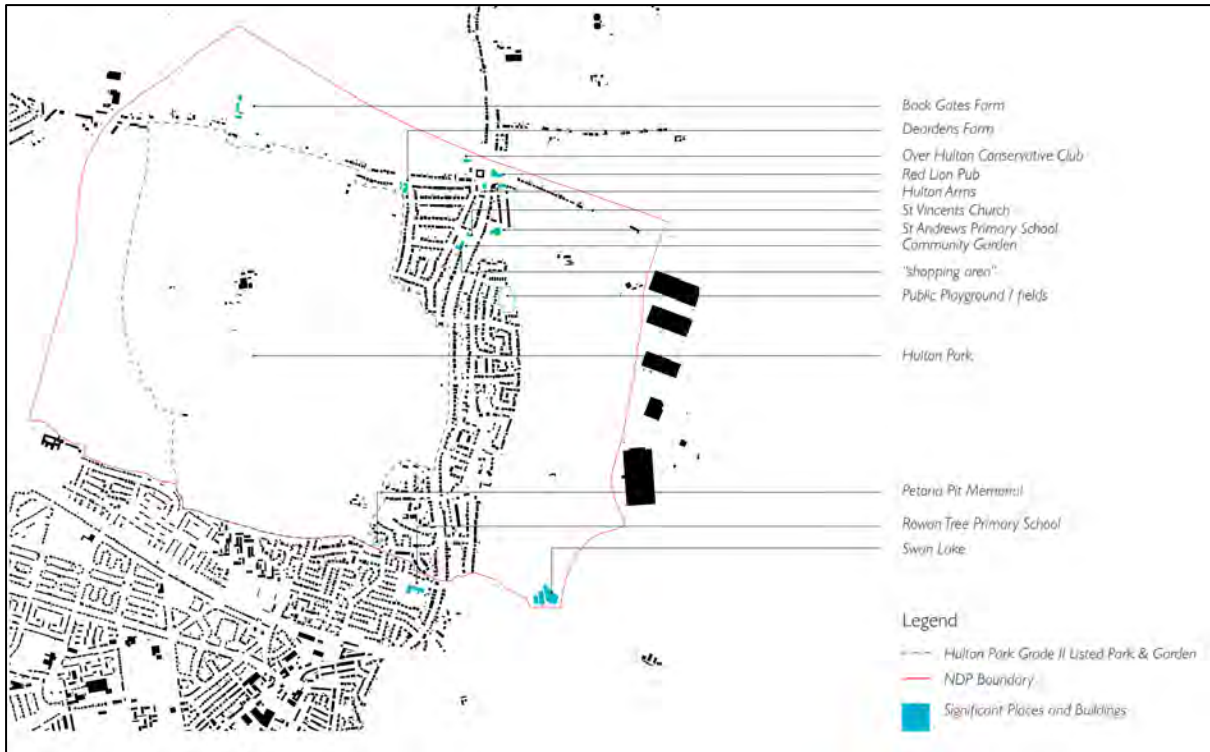 Back Gates Farm
Deardens Farm
Over Hulton Conservative Club
Red Lion Pub
Hulton Arms
St Vincents Church
St Andrews Primary School
Community Garden
"shopping area"
Public Playground / fields
Hulton Park
Petoria Pit Memorial
Rowan Tree Primary School
Swan Lake
Legend
Hulton Park Grade II Listed Park & Garden
NDP Boundary
Significant Places and Buildings